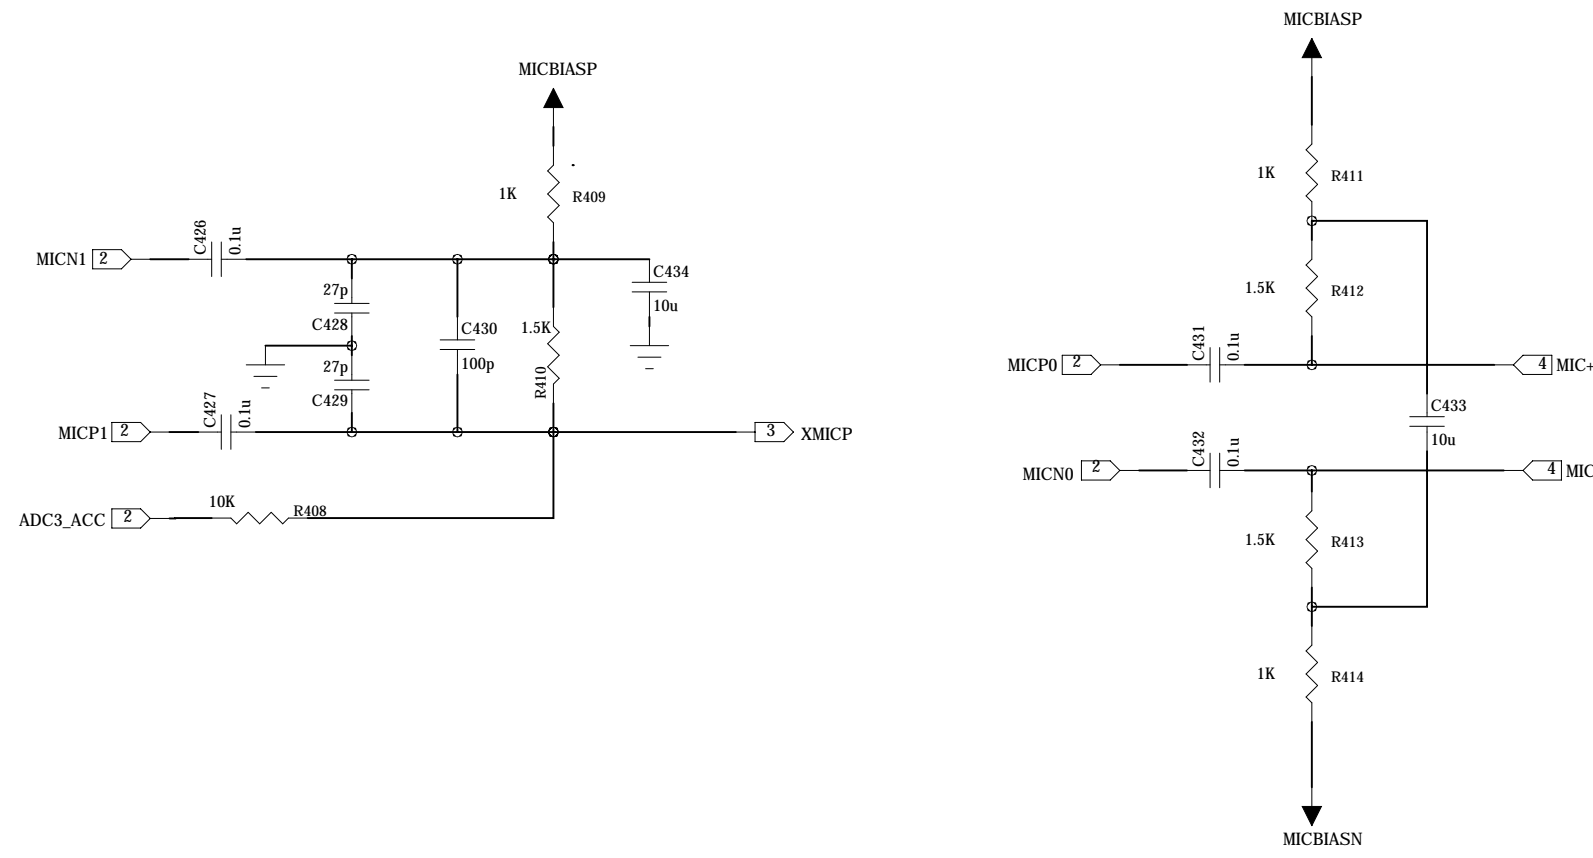 MICBIASP
MICBIASP
1K
R409
1K
R411
MICN1
2
C426
0.1u
27p
C428
27p
C429
C430
100p
1.5K
R410
C434
10u
1.5K
R412
MICP0
2
C431
0.1u
4
MIC+
MICP1
2
C427
0.1u
3
XMICP
C433
10u
MICN0
2
C432
0.1u
4
MIC
ADC3_ACC
2
10K
R408
1.5K
R413
1K
R414
MICBIASN